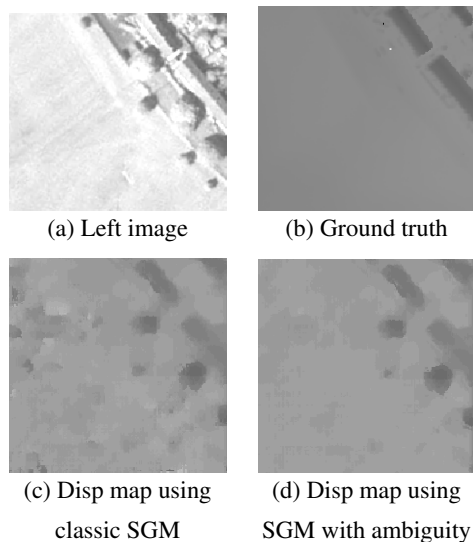 (a) Left image
(b) Ground truth
(c) Disp map using
classic SGM
(d) Disp map using
SGM with ambiguity